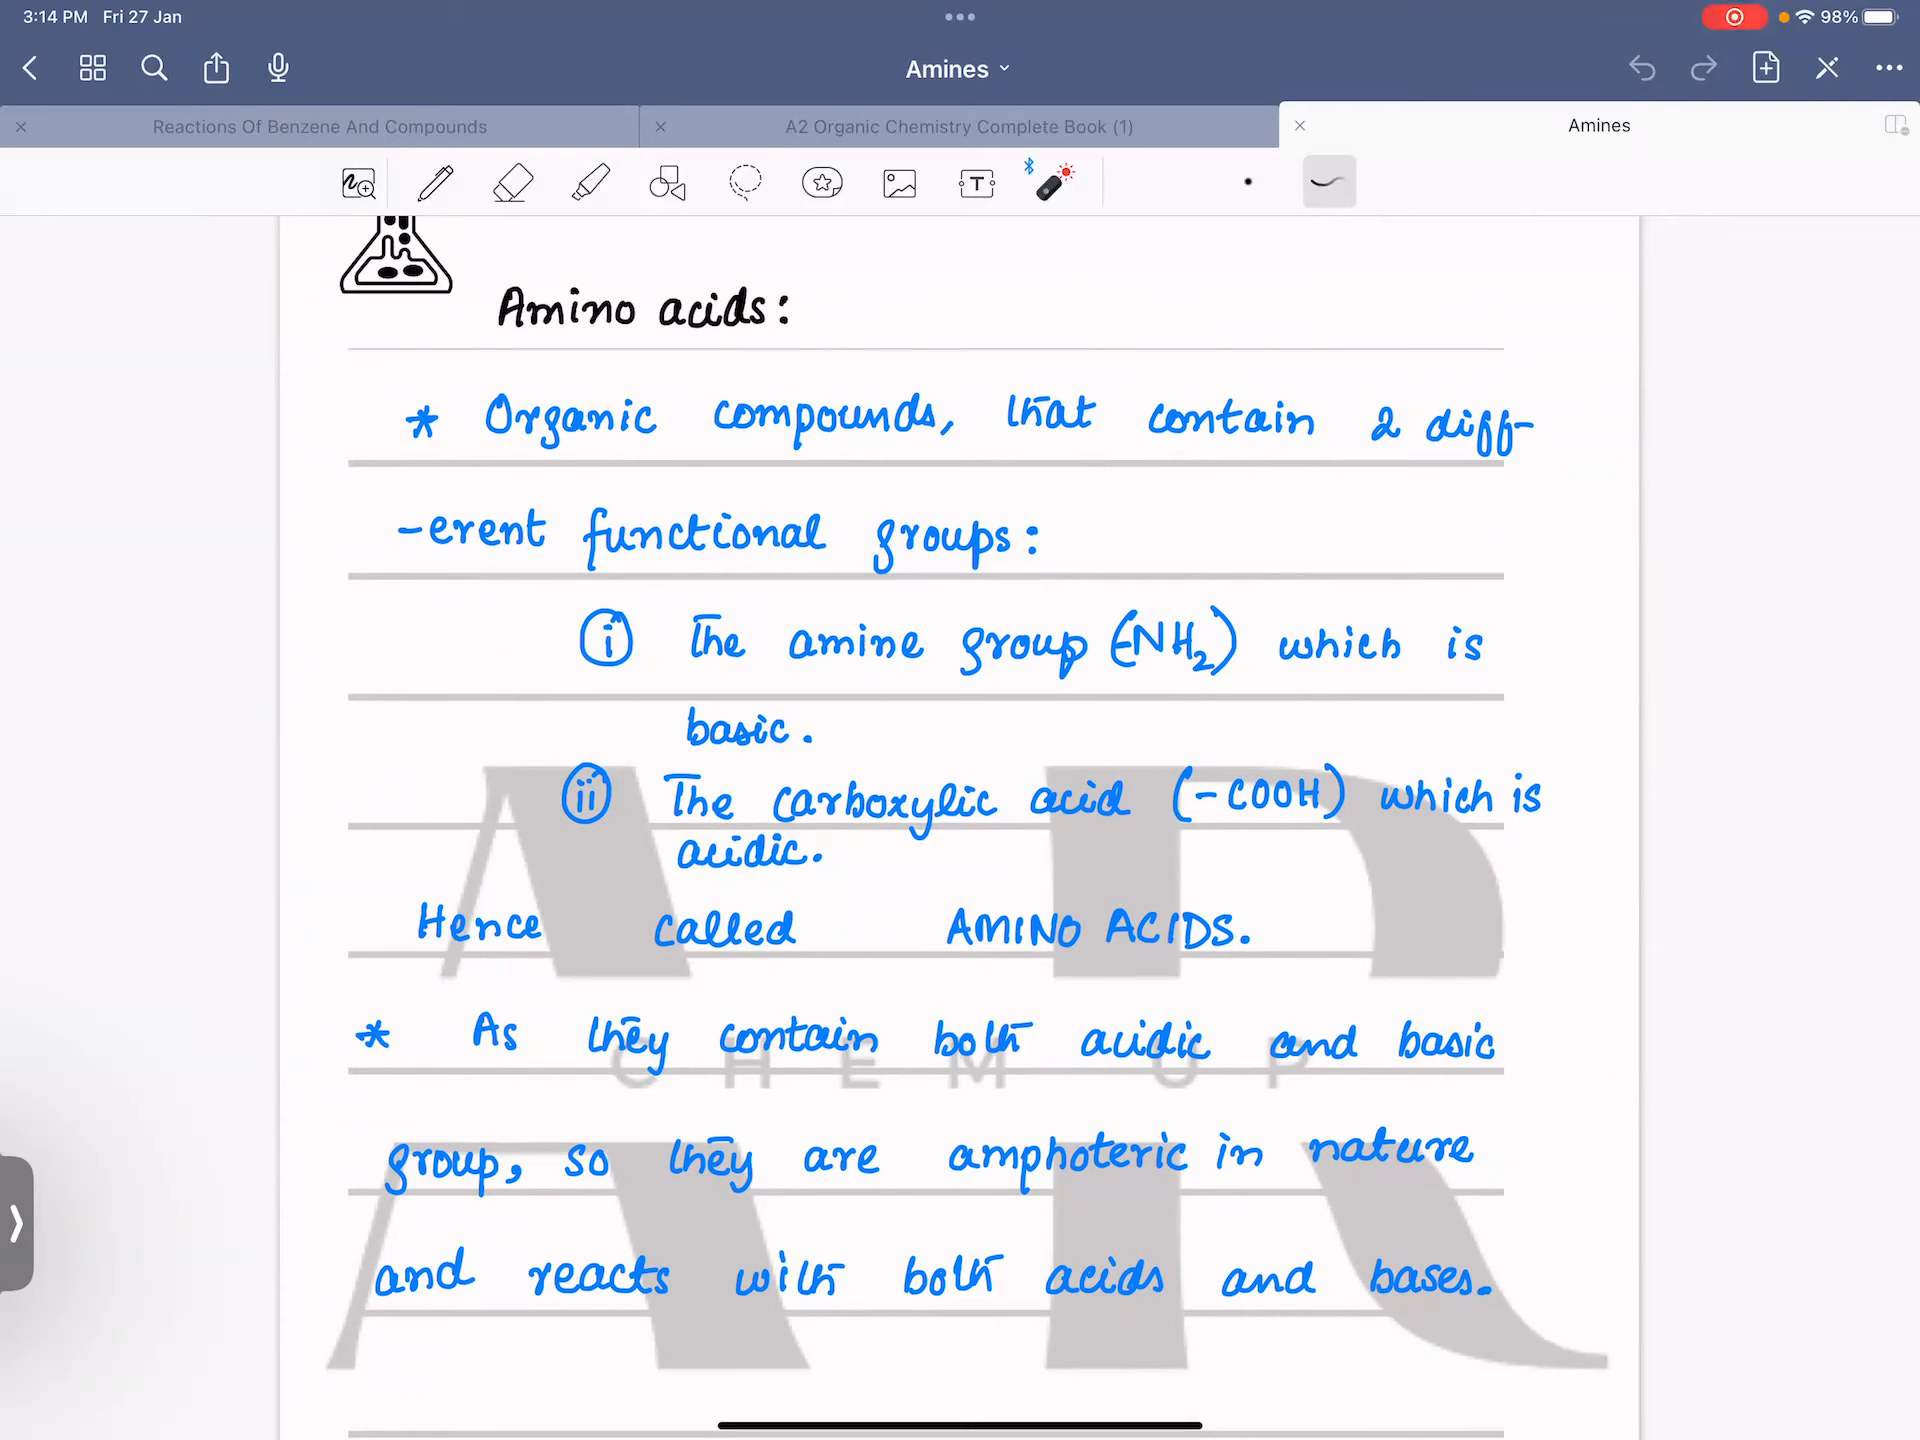 3:14 PM Fri 27 Jan
98%
Amines
Reactions Of Benzene And Compounds
A2 Organic Chemistry Complete Book (1)
Amines
T
Amino acids:
* Organic compounds, that contain 2 diff-
-erent functional groups:
(i) The amine group (-NH₂) which is
basic.
(ii) The carboxylic acid (-COOH) which is
acidic.
Hence called AMINO ACIDS.
* As they contain both acidic and basic
CHEM UP
group, so they are amphoteric in nature
and reacts with both acids and bases.
AR